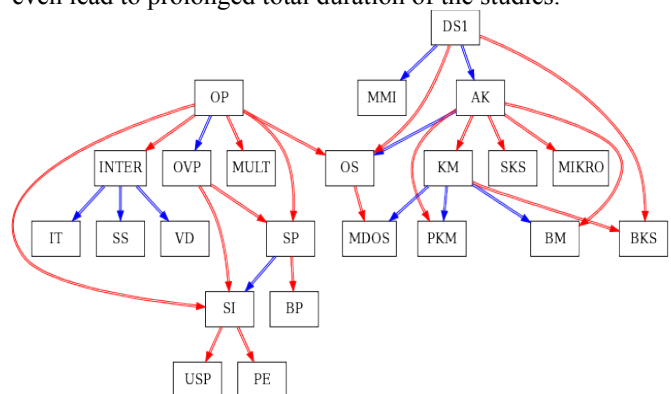 even lead to prolonged total duration of the studies.
DS1
OP
MMI
AK
INTER
OVP
MULT
OS
KM
SKS
MIKRO
IT
SS
VD
SP
MDOS
PKM
BM
BKS
SI
BP
USP
PE